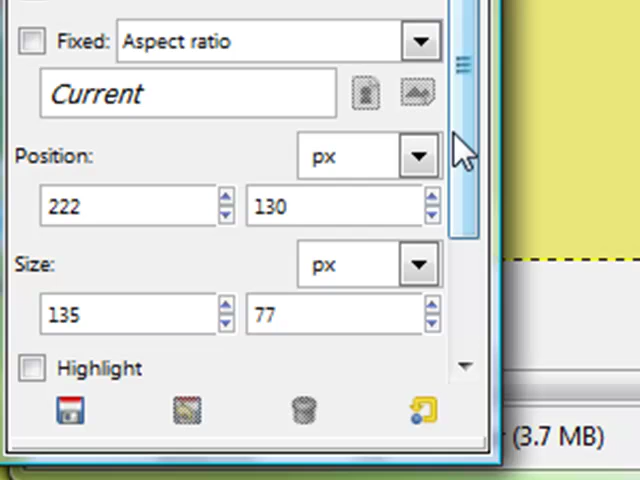 Fixed: Aspect ratio
Current
Position: px
222 130
Size: px
135 77
Highlight
(3.7 MB)